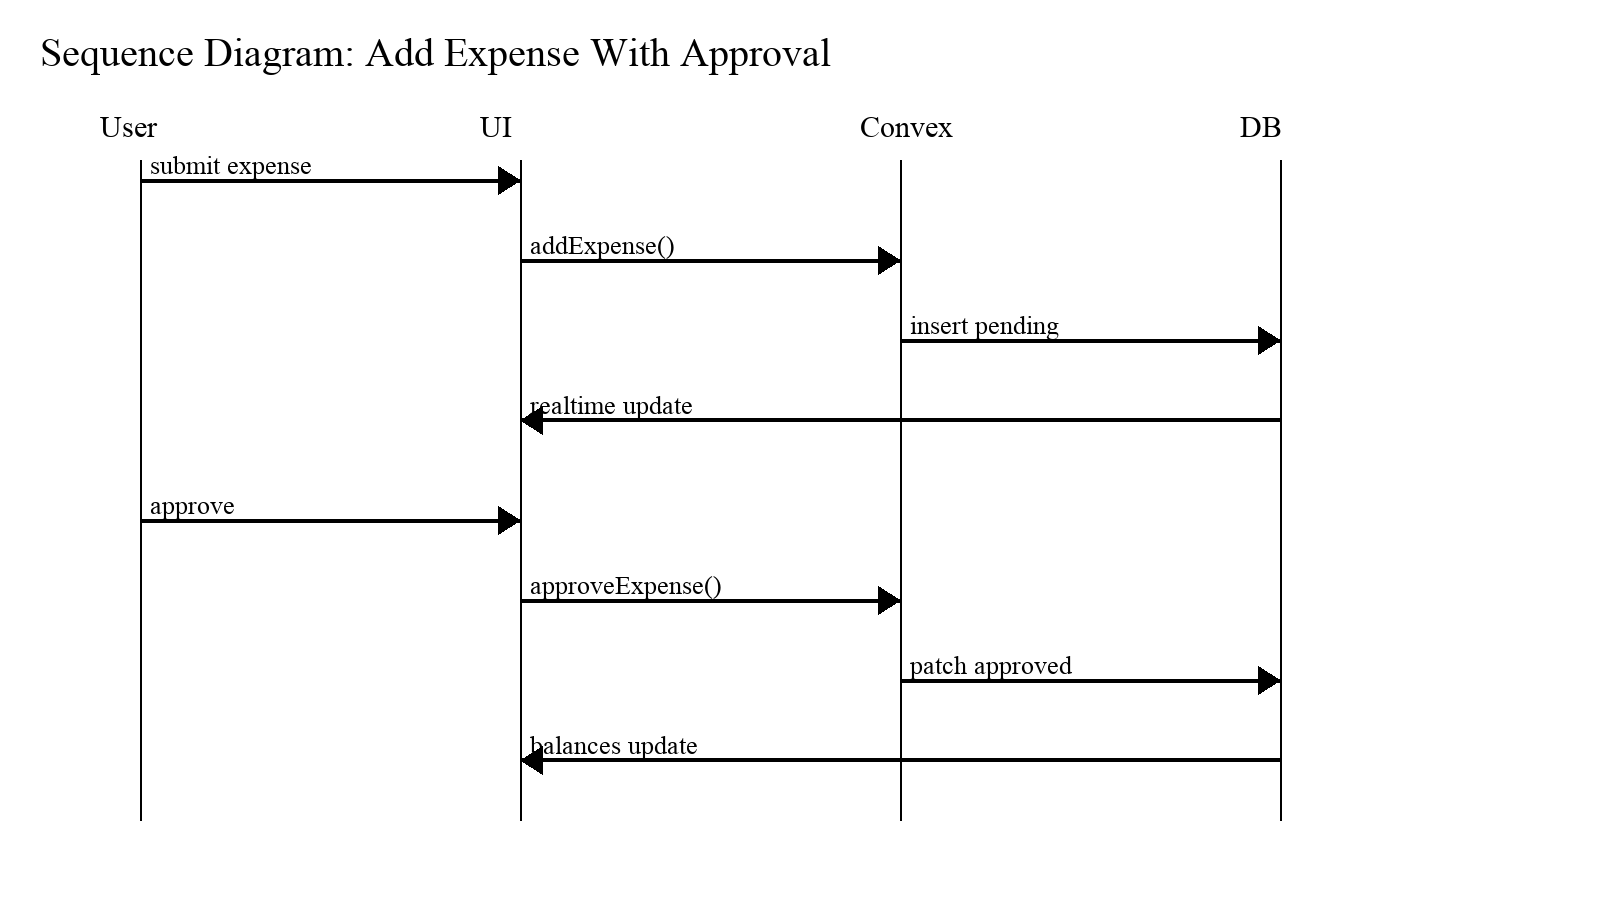 Sequence Diagram: Add Expense With Approval
User UI Convex DB
submit expense
addExpense()
insert pending
realtime update
approve
approveExpense()
patch approved
balances update